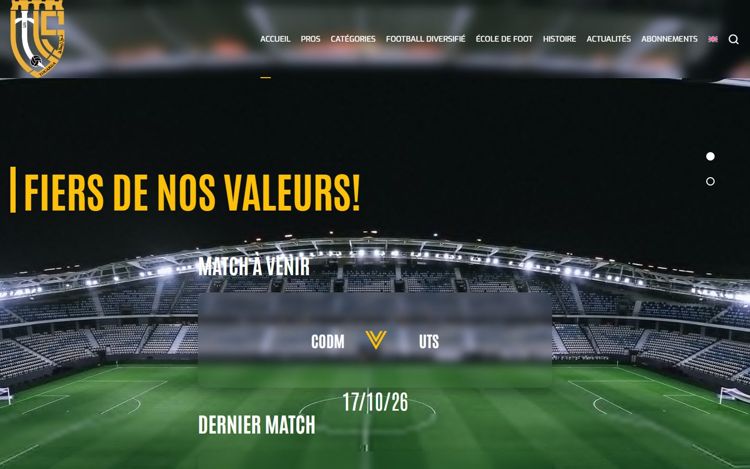 ACCUEIL PROS CATÉGORIES FOOTBALL DIVERSIFIÉ ÉCOLE DE FOOT HISTOIRE ACTUALITÉS ABONNEMENTS
FIERS DE NOS VALEURS!
MATCH À VENIR
CODM UTS
17/10/26
DERNIER MATCH